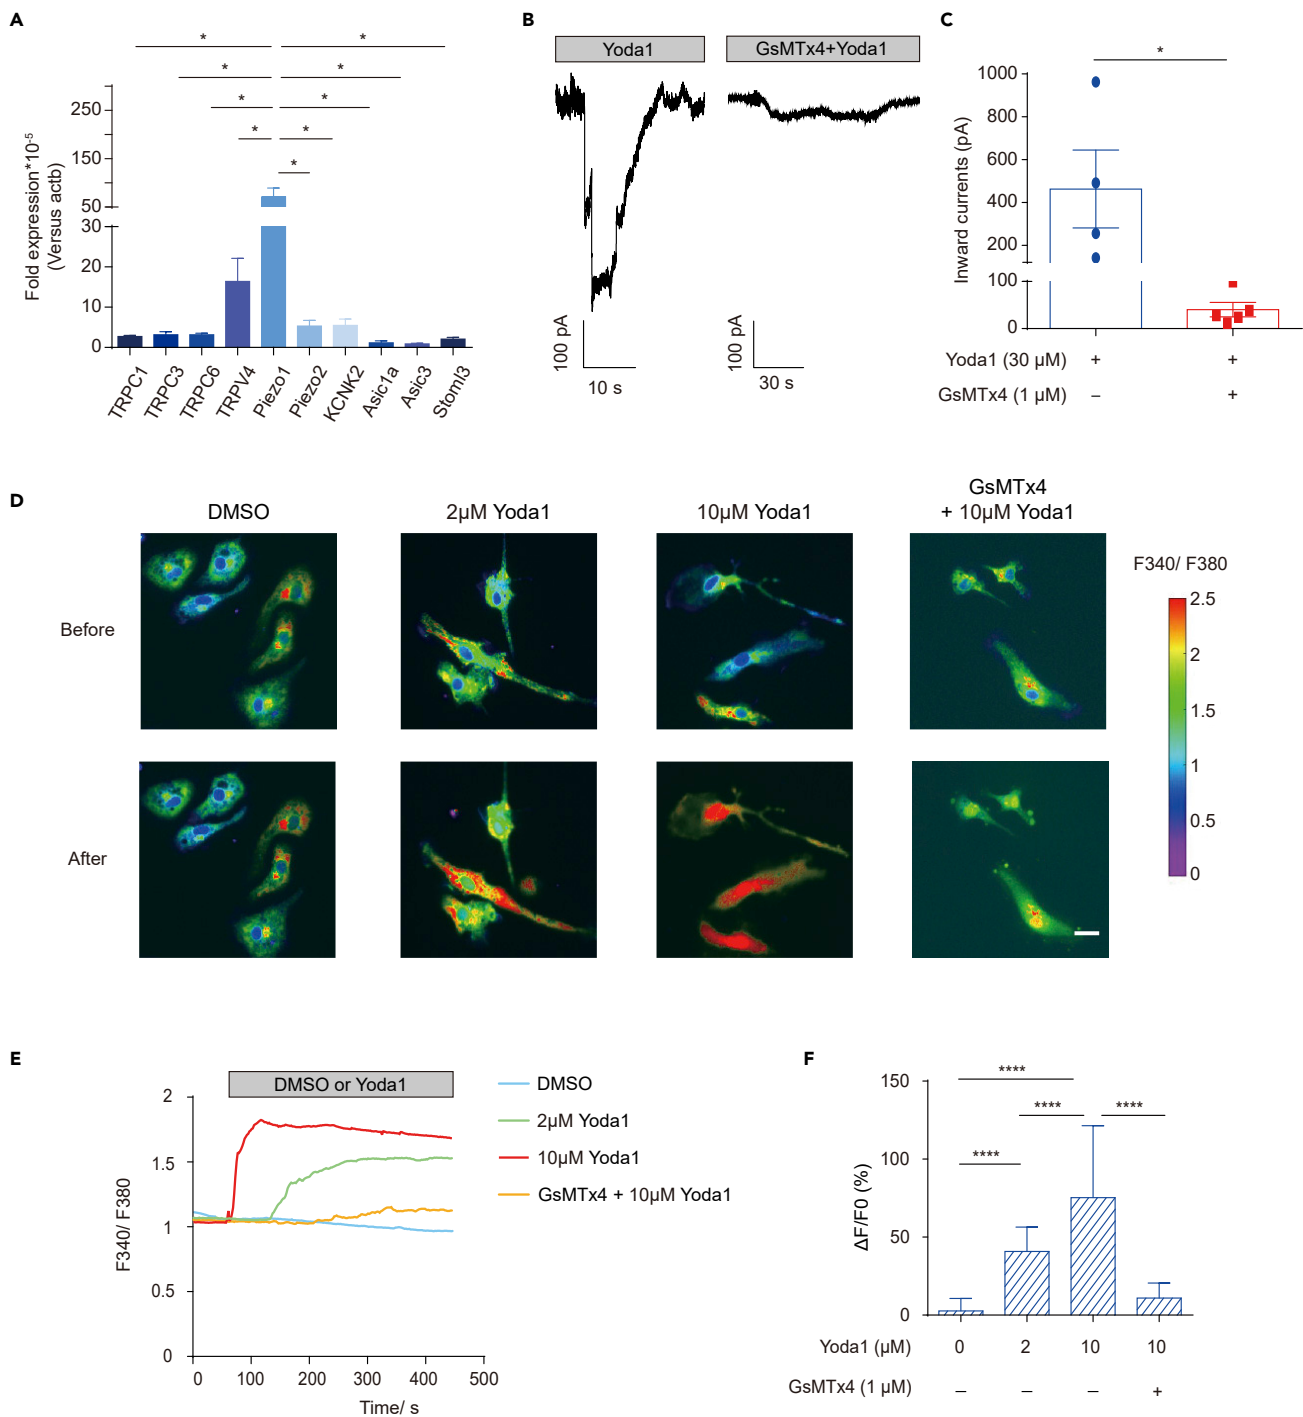 A
* *
* *
* *
* *
*
250
150
50
30
20
10
0
Fold expression*10-5
(Versus actb)
TRPC1
TRPC3
TRPC6
TRPV4
Piezo1
Piezo2
KCNK2
Asic1a
Asic3
Stoml3
B
Yoda1
GsMTx4+Yoda1
100 pA
10 s
100 pA
30 s
C
*
1000
800
600
400
200
100
0
Inward currents (pA)
Yoda1 (30 µM) + +
GsMTx4 (1 µM) – +
D
DMSO
2µM Yoda1
10µM Yoda1
GsMTx4
+ 10µM Yoda1
Before
After
F340/ F380
2.5
2
1.5
1
0.5
0
E
DMSO or Yoda1
2
1.5
1
0.5
0
F340/ F380
0 100 200 300 400 500
Time/ s
DMSO
2µM Yoda1
10µM Yoda1
GsMTx4 + 10µM Yoda1
F
****
**** ****
****
150
100
50
0
ΔF/F0 (%)
Yoda1 (µM) 0 2 10 10
GsMTx4 (1 µM) – – – +